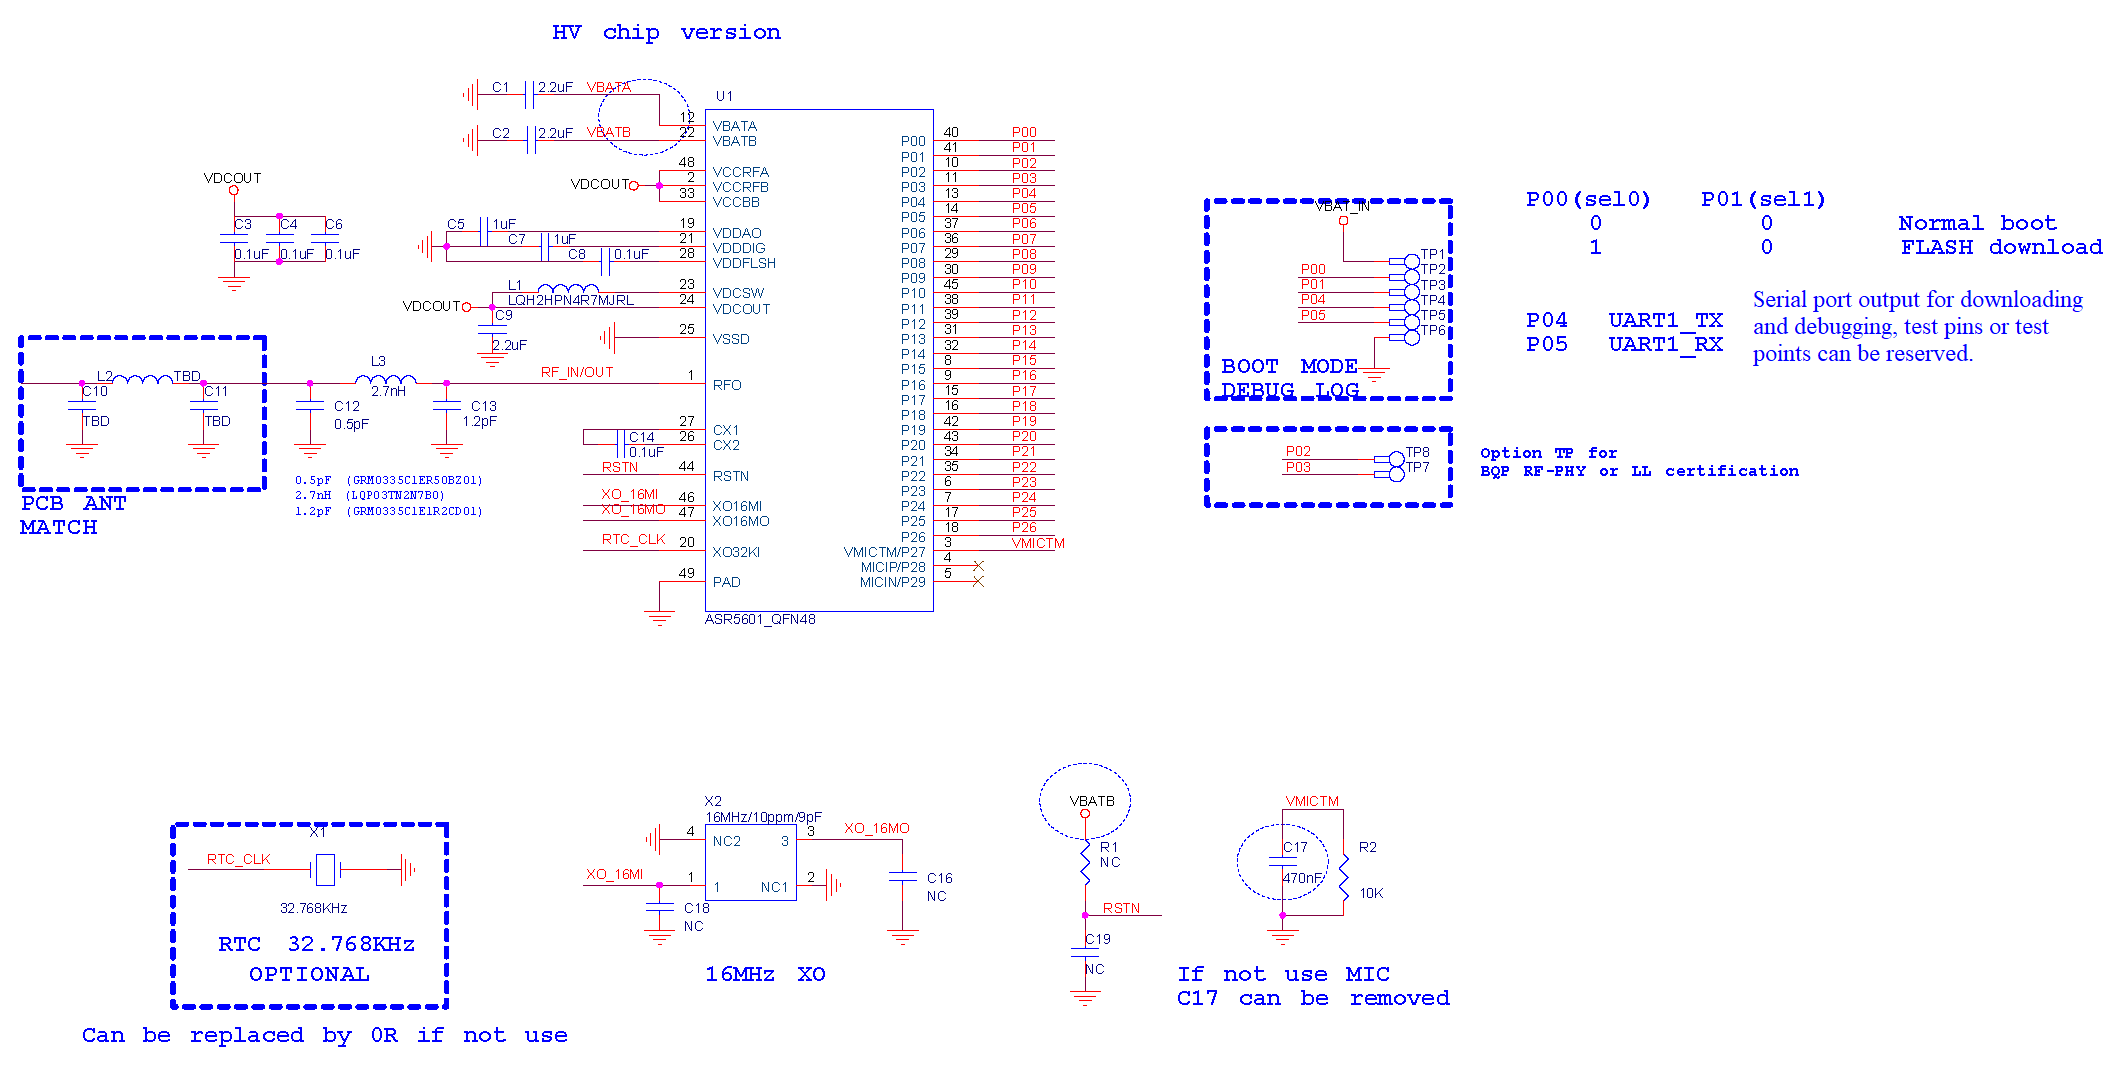 HV chip version
C1 2.2uF VBATA
C2 2.2uF VBATB
U1
12 VBATA
22 VBATB
VDCOUT
48 VCCRFA
2 VCCRFB
33 VCCBB
VDCOUT
C3 C4 C6
0.1uF 0.1uF 0.1uF
C5 1uF 19 VDDAO
C7 1uF 21 VDDDIG
C8 0.1uF 28 VDDFLSH
L1 23 VDCSW
LQH2HPN4R7MJRL
VDCOUT 24 VDCOUT
C9
2.2uF
25 VSSD
L3
2.7nH
RF_IN/OUT 1 RFO
L2 TBD
C10 C11
TBD TBD
C12
0.5pF
C13
1.2pF
PCB ANT
MATCH
0.5pF (GRM0335C1ER50BZ01)
2.7nH (LQP03TN2N7B0)
1.2pF (GRM0335C1E1R2CD01)
27 CX1
26 CX2
C14
0.1uF
RSTN 44 RSTN
XO_16MI 46 XO16MI
XO_16MO 47 XO16MO
RTC_CLK 20 XO32KI
49 PAD
ASR5601_QFN48
P00 40 P00
P01 41 P01
P02 10 P02
P03 11 P03
P04 13 P04
P05 14 P05
P06 37 P06
P07 36 P07
P08 29 P08
P09 30 P09
P10 45 P10
P11 38 P11
P12 39 P12
P13 31 P13
P14 32 P14
P15 8 P15
P16 9 P16
P17 15 P17
P18 16 P18
P19 42 P19
P20 43 P20
P21 34 P21
P22 35 P22
P23 6 P23
P24 7 P24
P25 17 P25
P26 18 P26
VMICTM/P27 3 VMICTM
MICIP/P28 4
MICIN/P29 5
VBAT_IN
TP1
P00 TP2
P01 TP3
P04 TP4
P05 TP5
TP6
BOOT MODE
DEBUG LOG
P00(sel0) P01(sel1)
0 0 Normal boot
1 0 FLASH download
P04 UART1_TX
P05 UART1_RX
Serial port output for downloading
and debugging, test pins or test
points can be reserved.
P02 TP8
P03 TP7
Option TP for
BQP RF-PHY or LL certification
X1
RTC_CLK
32.768KHz
RTC 32.768KHz
OPTIONAL
Can be replaced by 0R if not use
X2
16MHz/10ppm/9pF
4 NC2 3 3 XO_16MO
XO_16MI 1 1 NC1 2
C18
NC
C16
NC
16MHz XO
VBATB
R1
NC
RSTN
C19
NC
VMICTM
C17
470nF
R2
10K
If not use MIC
C17 can be removed